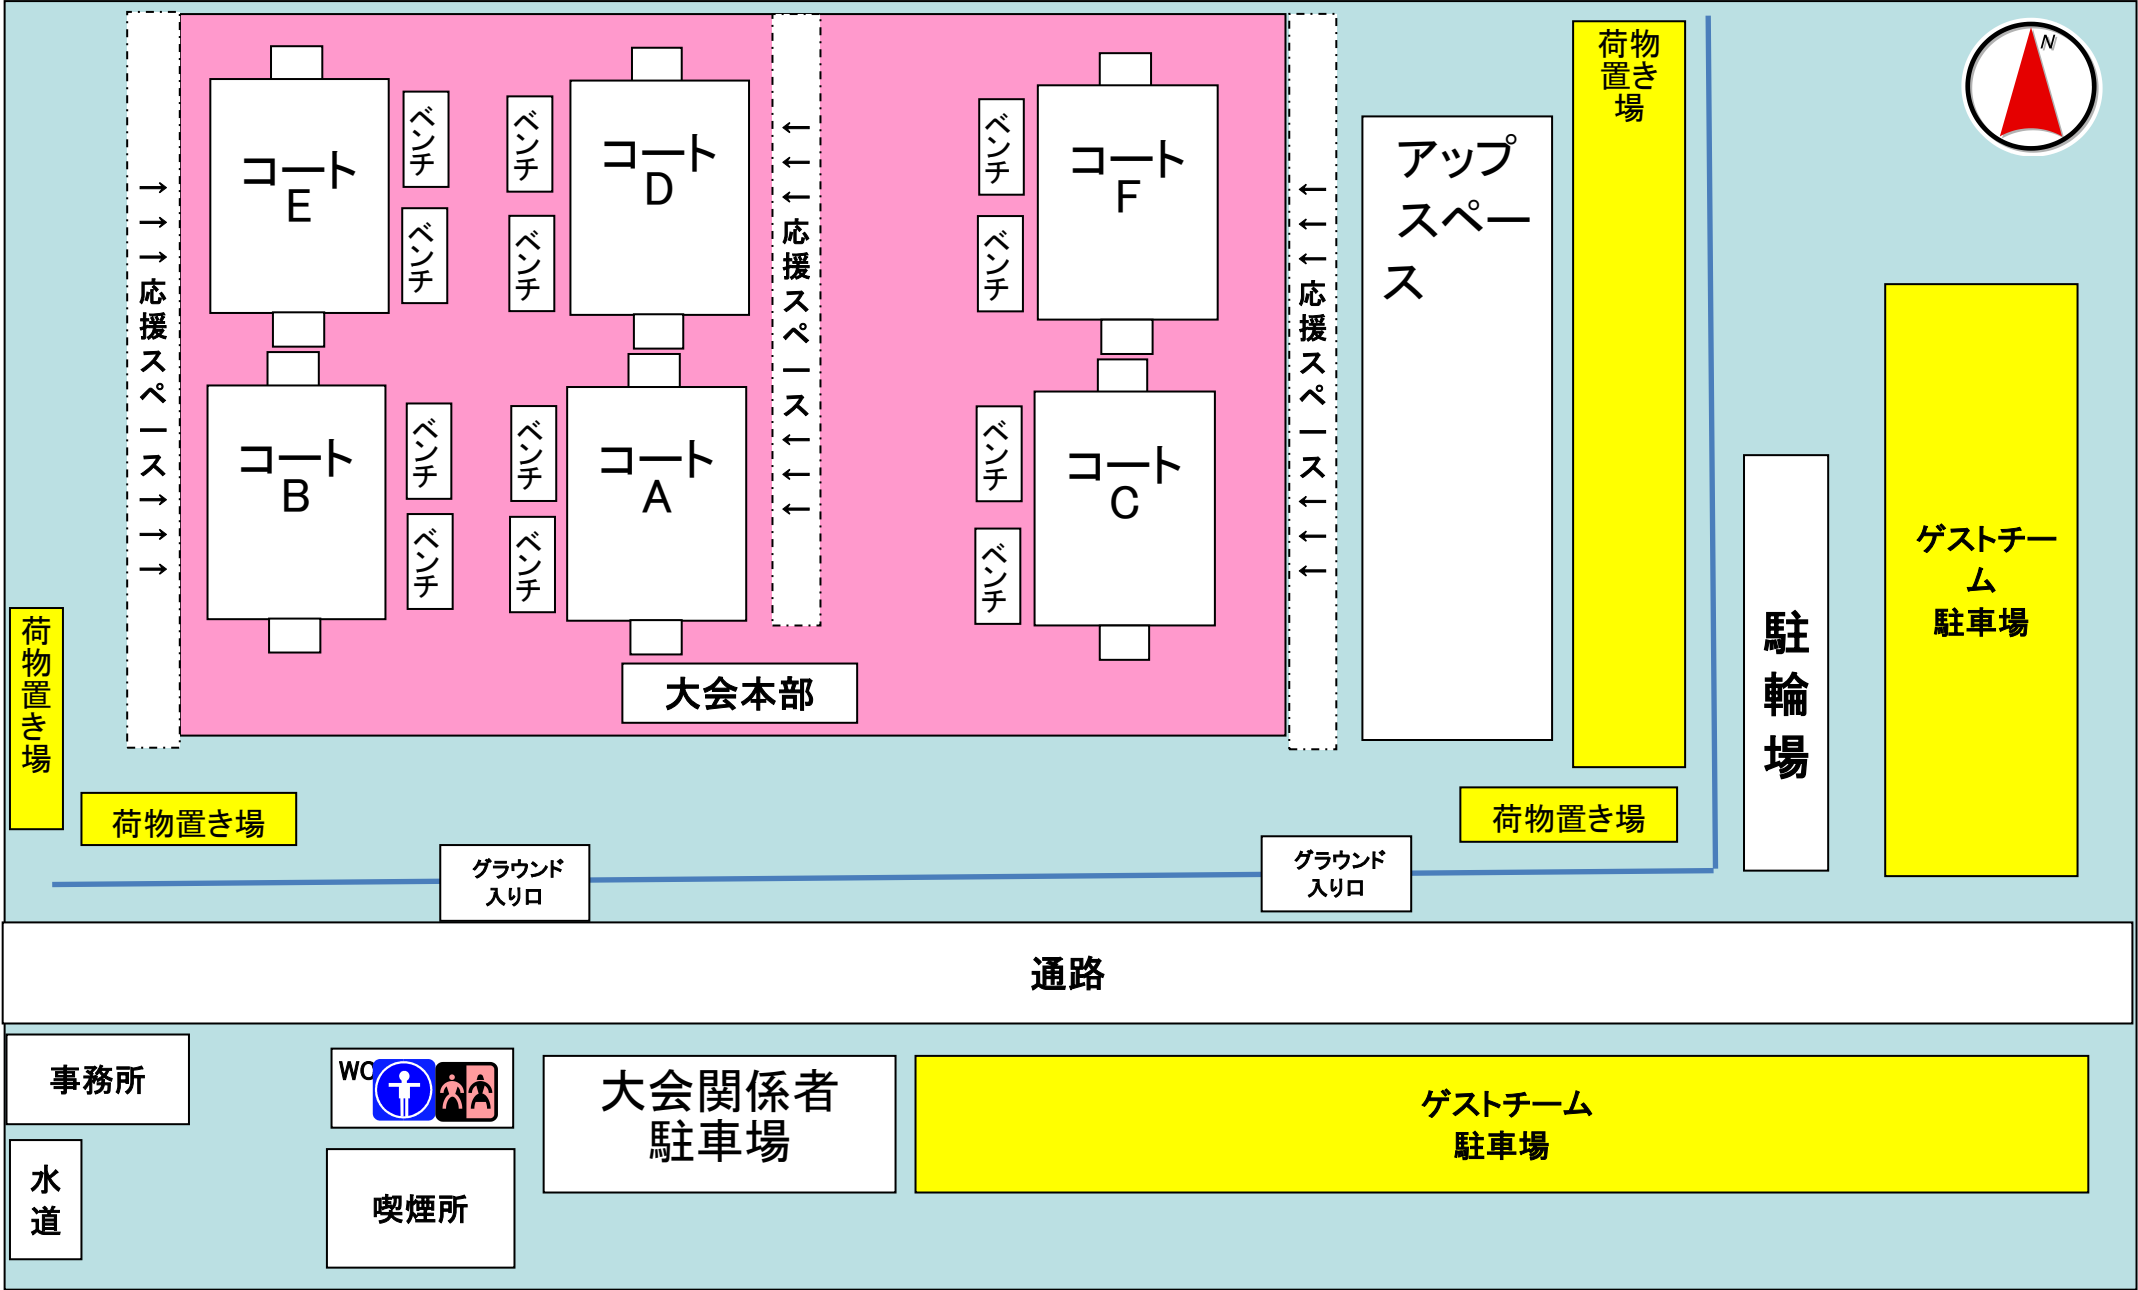 N
荷物
置き
場
コート
E
コート
D
コート
F
ベンチ
ベンチ
ベンチ
ベンチ
ベンチ
ベンチ
→→→応援スペース→→→
←←←応援スペース←←←
←←←応援スペース←←←
アップ
スペー
ス
コート
B
コート
A
コート
C
ベンチ
ベンチ
ベンチ
ベンチ
ベンチ
ベンチ
大会本部
駐輪場
ゲストチー
ム
駐車場
荷物置き場
荷物置き場
荷物置き場
グラウンド
入り口
グラウンド
入り口
通路
事務所
WC
大会関係者
駐車場
ゲストチーム
駐車場
水道
喫煙所